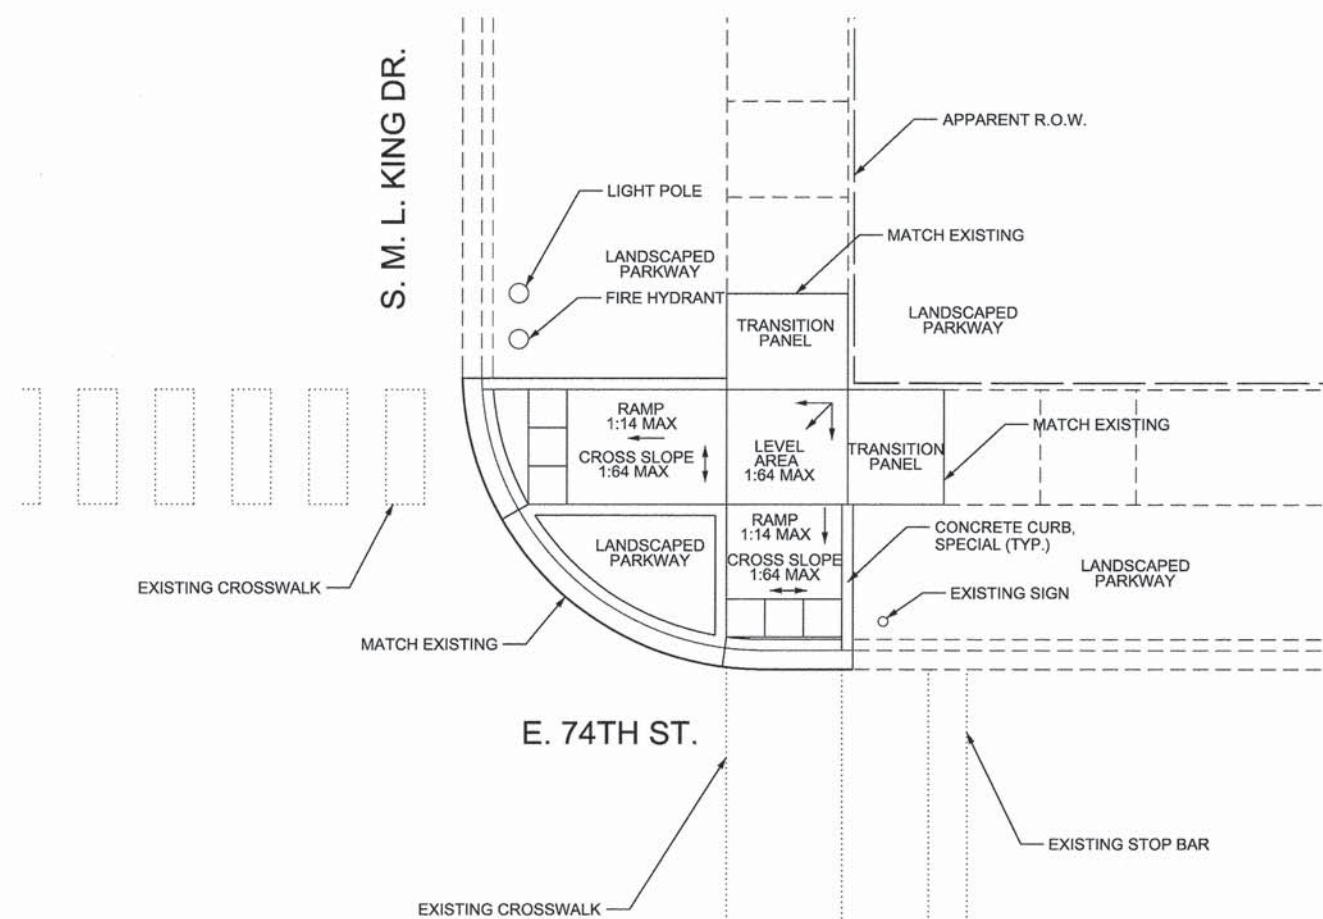 S. M. L. KING DR.
APPARENT R.O.W.
LIGHT POLE
MATCH EXISTING
LANDSCAPED
PARKWAY
FIRE HYDRANT
TRANSITION
PANEL
LANDSCAPED
PARKWAY
RAMP
1:14 MAX
CROSS SLOPE
1:64 MAX
LEVEL
AREA
1:64 MAX
TRANSITION
PANEL
MATCH EXISTING
RAMP
1:14 MAX
CROSS SLOPE
1:64 MAX
CONCRETE CURB,
SPECIAL (TYP.)
LANDSCAPED
PARKWAY
LANDSCAPED
PARKWAY
EXISTING CROSSWALK
EXISTING SIGN
MATCH EXISTING
E. 74TH ST.
EXISTING STOP BAR
EXISTING CROSSWALK